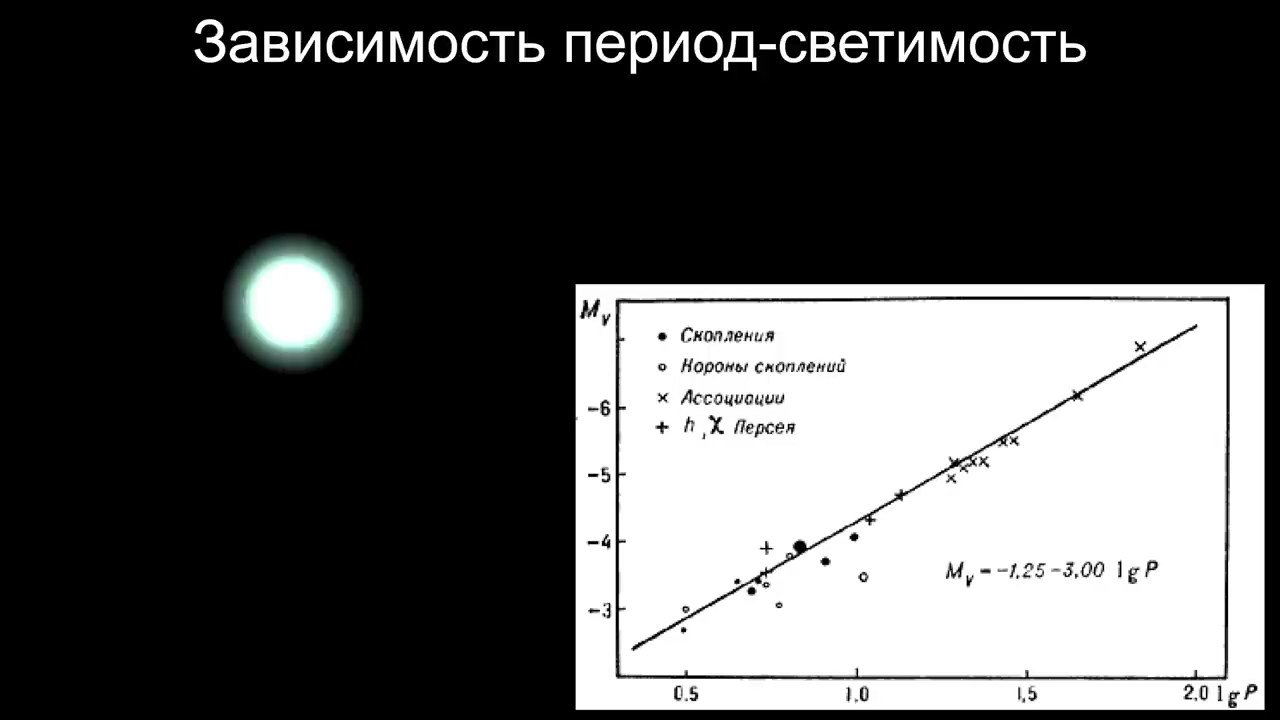 Зависимость период-светимость
M_V
Скопления
Короны скоплений
Ассоциации
h, χ Персея
-6
-5
-4
-3
M_V = -1,25 - 3,00 lg P
0,5 1,0 1,5 2,0 lg P